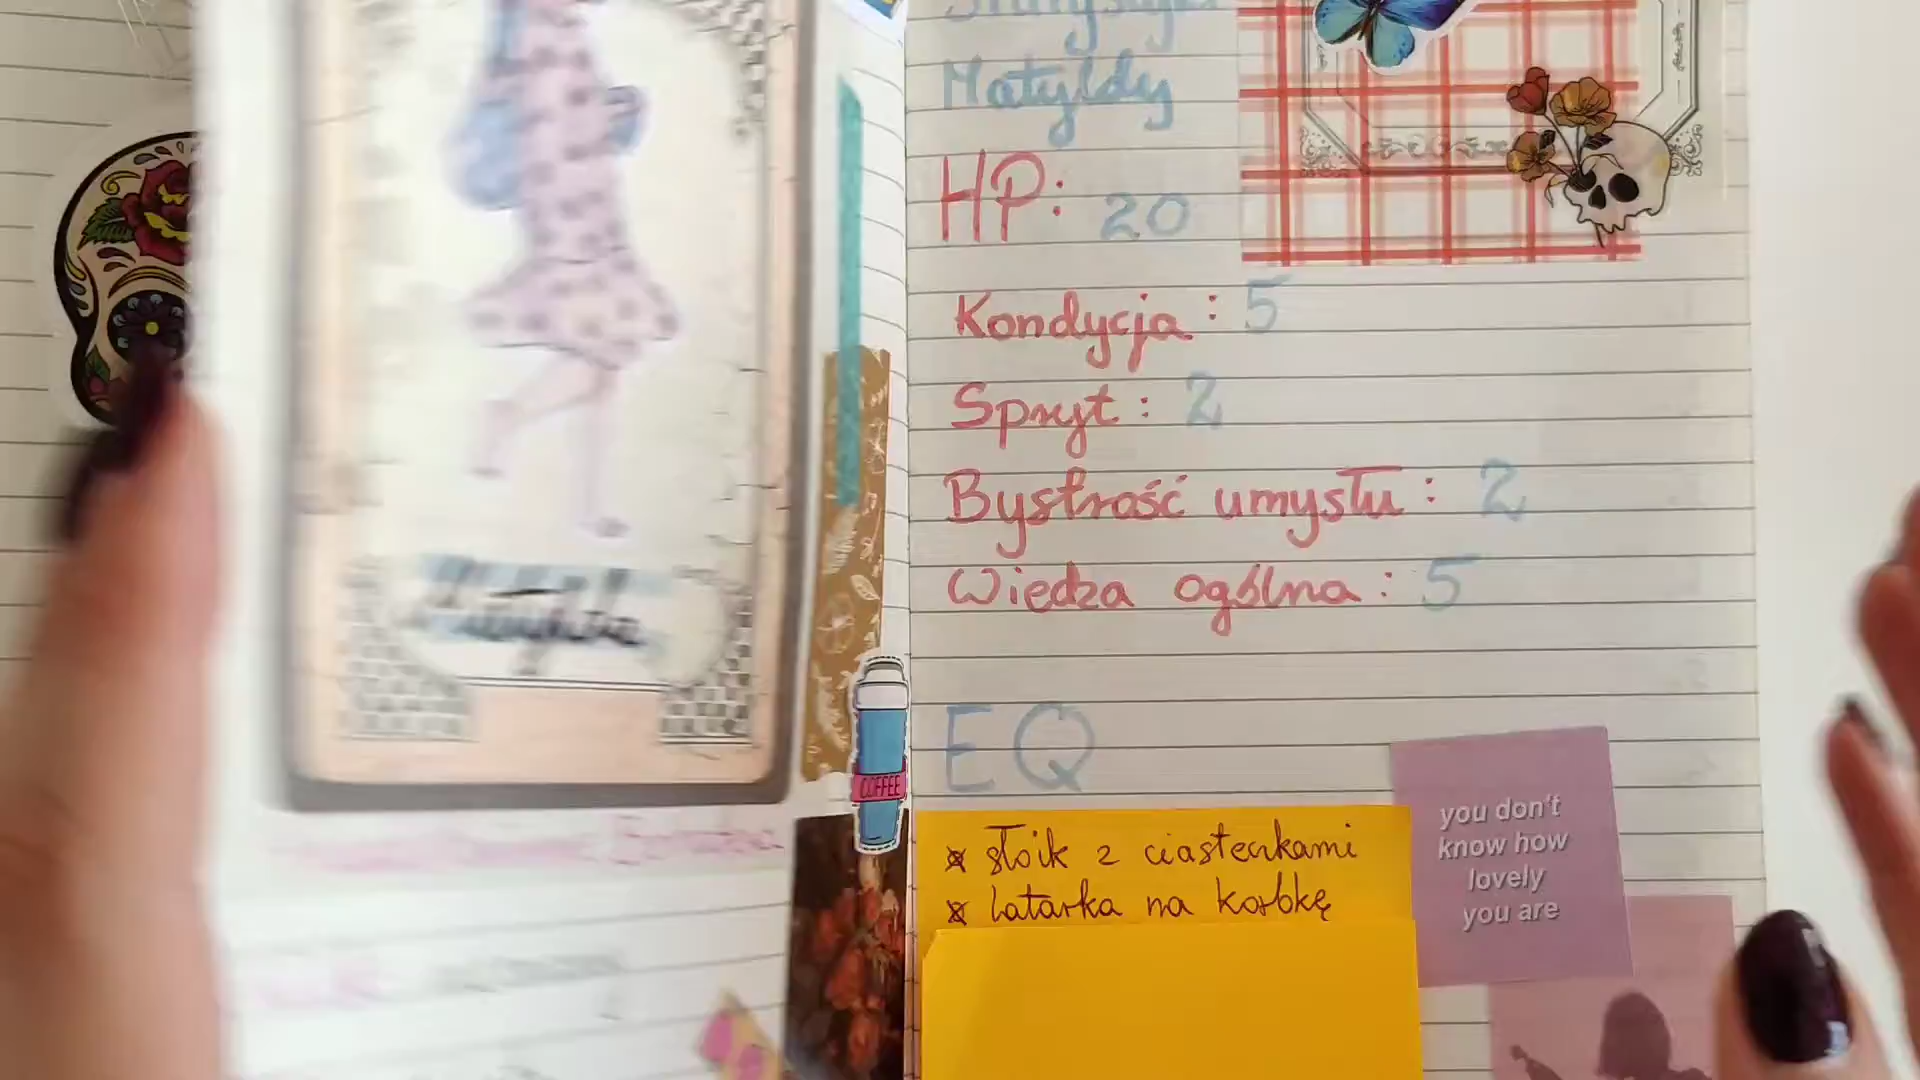 Matyldy
HP: 20
Kondycja: 5
Spryt: 2
Bystrość umysłu: 2
Wiedza ogólna: 5
EQ
słoik z ciasteczkami
latarka na korbkę
you don't
know how
lovely
you are
COFFEE
Matylda